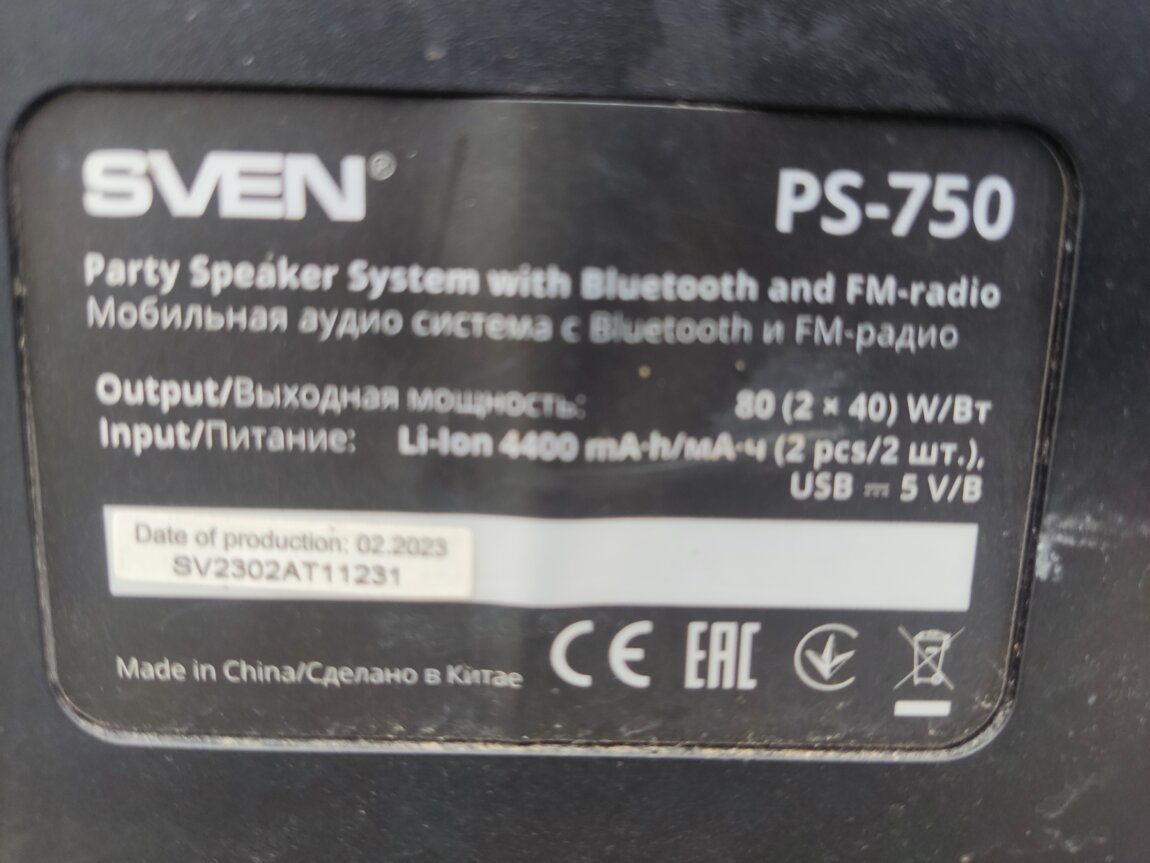 SVEN®
PS-750
Party Speaker System with Bluetooth and FM-radio
Мобильная аудио система с Bluetooth и FM-радио
Output/Выходная мощность: 80 (2 × 40) W/Вт
Input/Питание: Li-Ion 4400 mA·h/мА·ч (2 pcs/2 шт.),
USB ⎓ 5 V/В
Date of production: 02.2023
SV2302AT11231
Made in China/Сделано в Китае
CE EAC